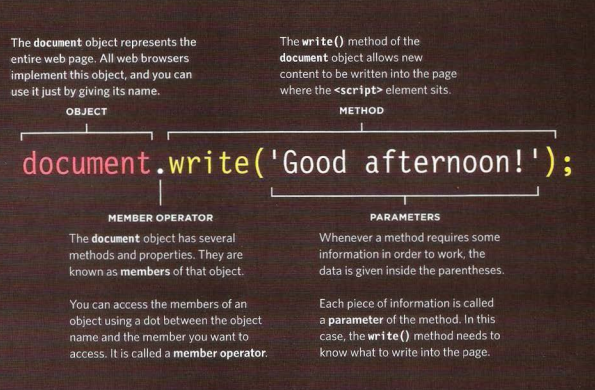 The document object represents the
entire web page. All web browsers
implement this object, and you can
use it just by giving its name.
OBJECT
The write() method of the
document object allows new
content to be written into the page
where the <script> element sits.
METHOD
document.write('Good afternoon!');
MEMBER OPERATOR
The document object has several
methods and properties. They are
known as members of that object.
You can access the members of an
object using a dot between the object
name and the member you want to
access. It is called a member operator.
PARAMETERS
Whenever a method requires some
information in order to work, the
data is given inside the parentheses.
Each piece of information is called
a parameter of the method. In this
case, the write() method needs to
know what to write into the page.